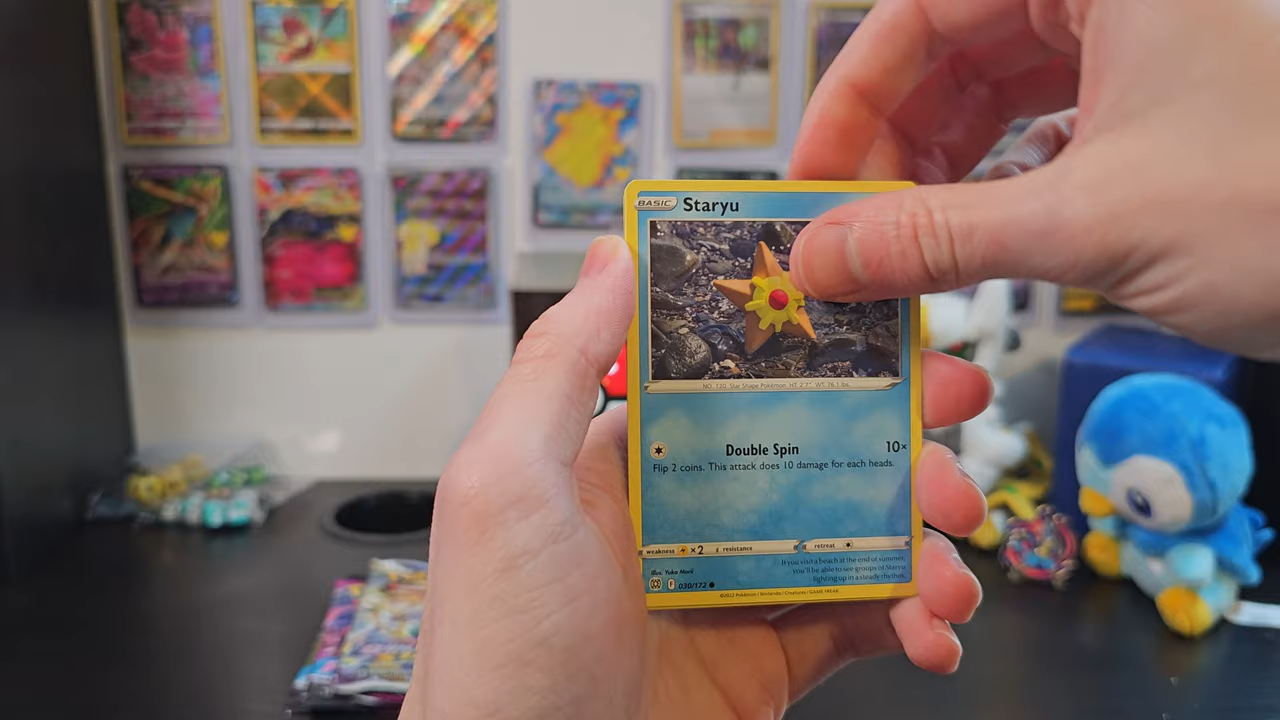 BASIC Staryu
NO. 120 Star Shape Pokémon HT: 2'7" WT: 76.1 lbs.
Double Spin 10×
Flip 2 coins. This attack does 10 damage for each heads.
weakness ×2 resistance retreat
If you visit a beach at the end of summer,
you'll be able to see groups of Staryu
lighting up in a steady rhythm.
Illus. Yuka Morii
F 030/172
©2022 Pokémon / Nintendo / Creatures / GAME FREAK